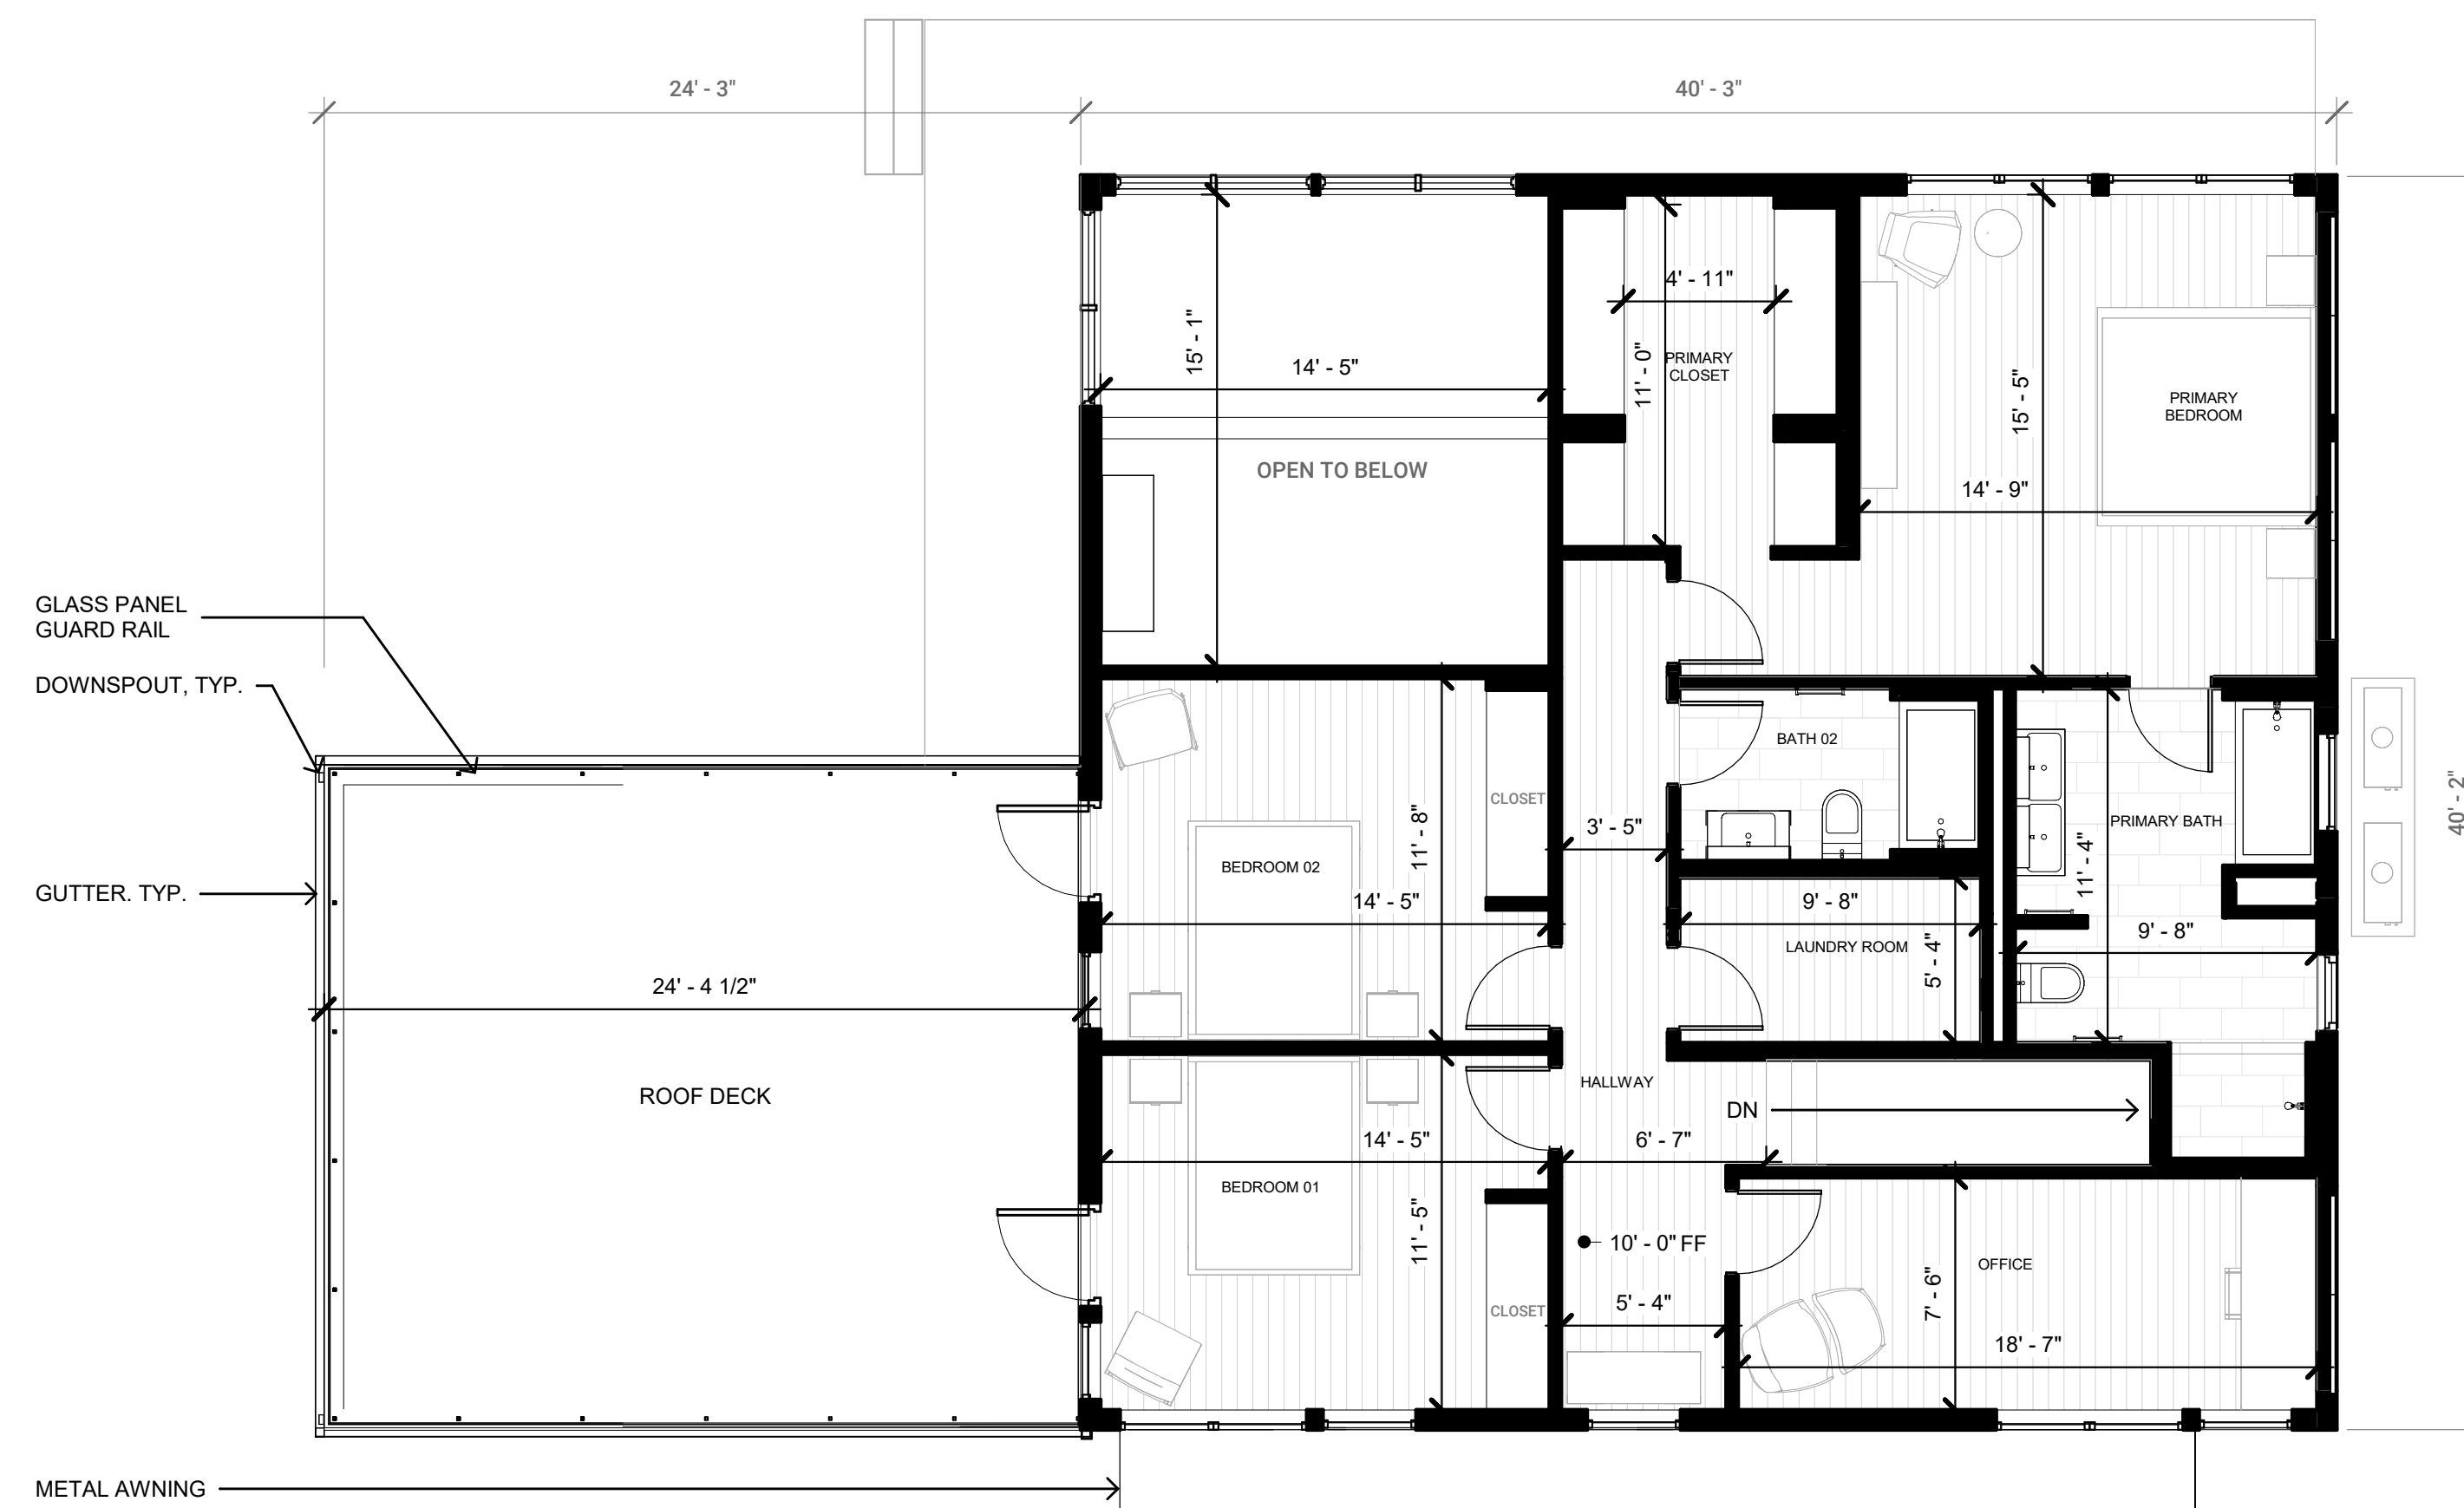 24' - 3"
40' - 3"
4' - 11"
15' - 1"
14' - 5"
11' - 0"
PRIMARY
CLOSET
15' - 5"
PRIMARY
BEDROOM
OPEN TO BELOW
14' - 9"
GLASS PANEL
GUARD RAIL
DOWNSPOUT, TYP.
GUTTER. TYP.
BATH 02
CLOSET
3' - 5"
11' - 8"
BEDROOM 02
14' - 5"
PRIMARY BATH
11' - 4"
40' - 2"
9' - 8"
9' - 8"
LAUNDRY ROOM
5' - 4"
24' - 4 1/2"
ROOF DECK
HALLWAY
DN
14' - 5"
6' - 7"
BEDROOM 01
11' - 5"
10' - 0" FF
OFFICE
7' - 6"
CLOSET
5' - 4"
18' - 7"
METAL AWNING